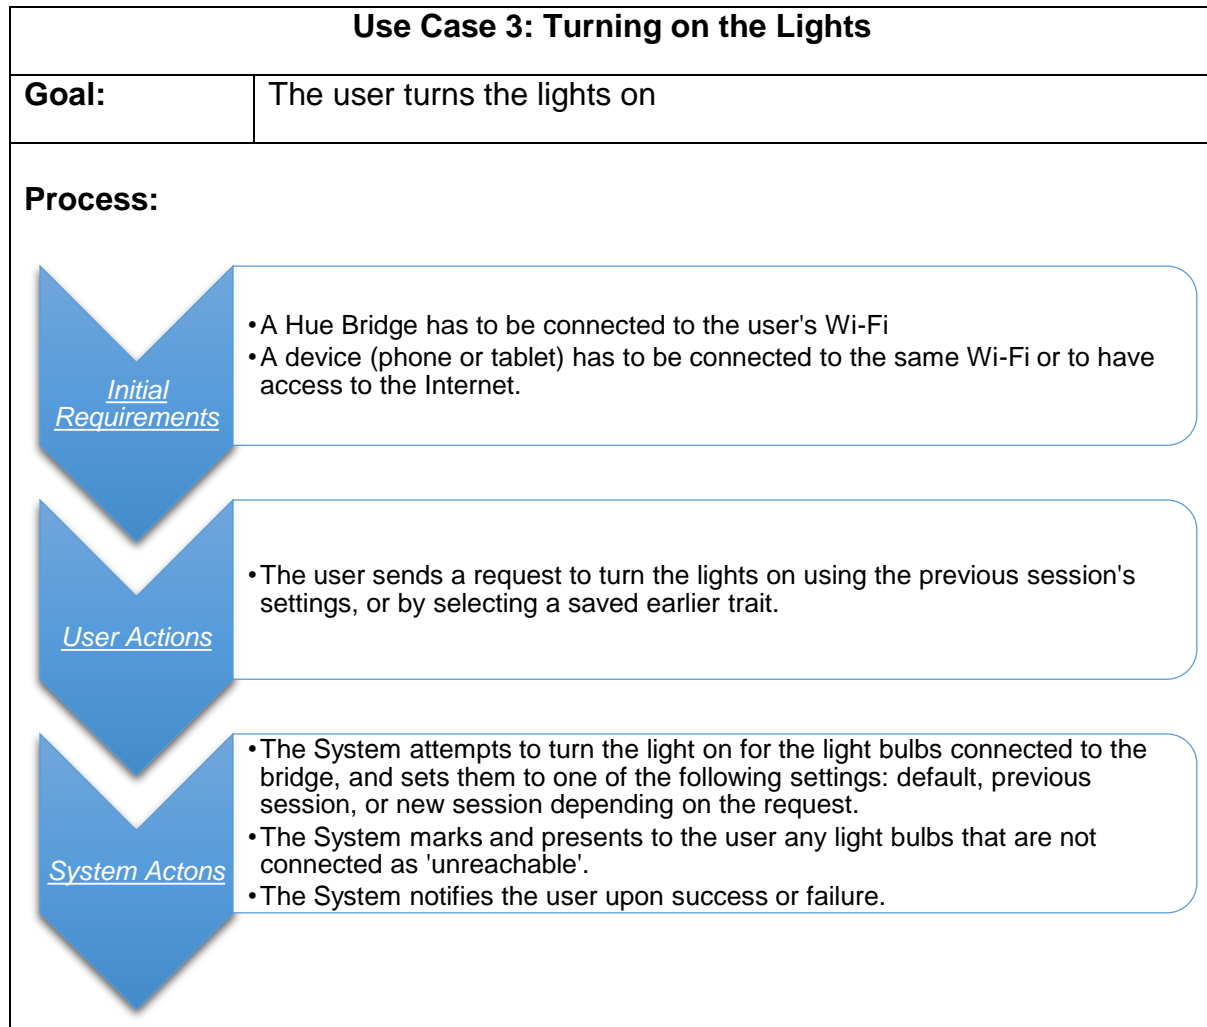 Use Case 3: Turning on the Lights
Goal:
The user turns the lights on
Process:
Initial
Requirements
•A Hue Bridge has to be connected to the user's Wi-Fi
•A device (phone or tablet) has to be connected to the same Wi-Fi or to have
access to the Internet.
User Actions
•The user sends a request to turn the lights on using the previous session's
settings, or by selecting a saved earlier trait.
System Actons
•The System attempts to turn the light on for the light bulbs connected to the
bridge, and sets them to one of the following settings: default, previous
session, or new session depending on the request.
•The System marks and presents to the user any light bulbs that are not
connected as 'unreachable'.
•The System notifies the user upon success or failure.